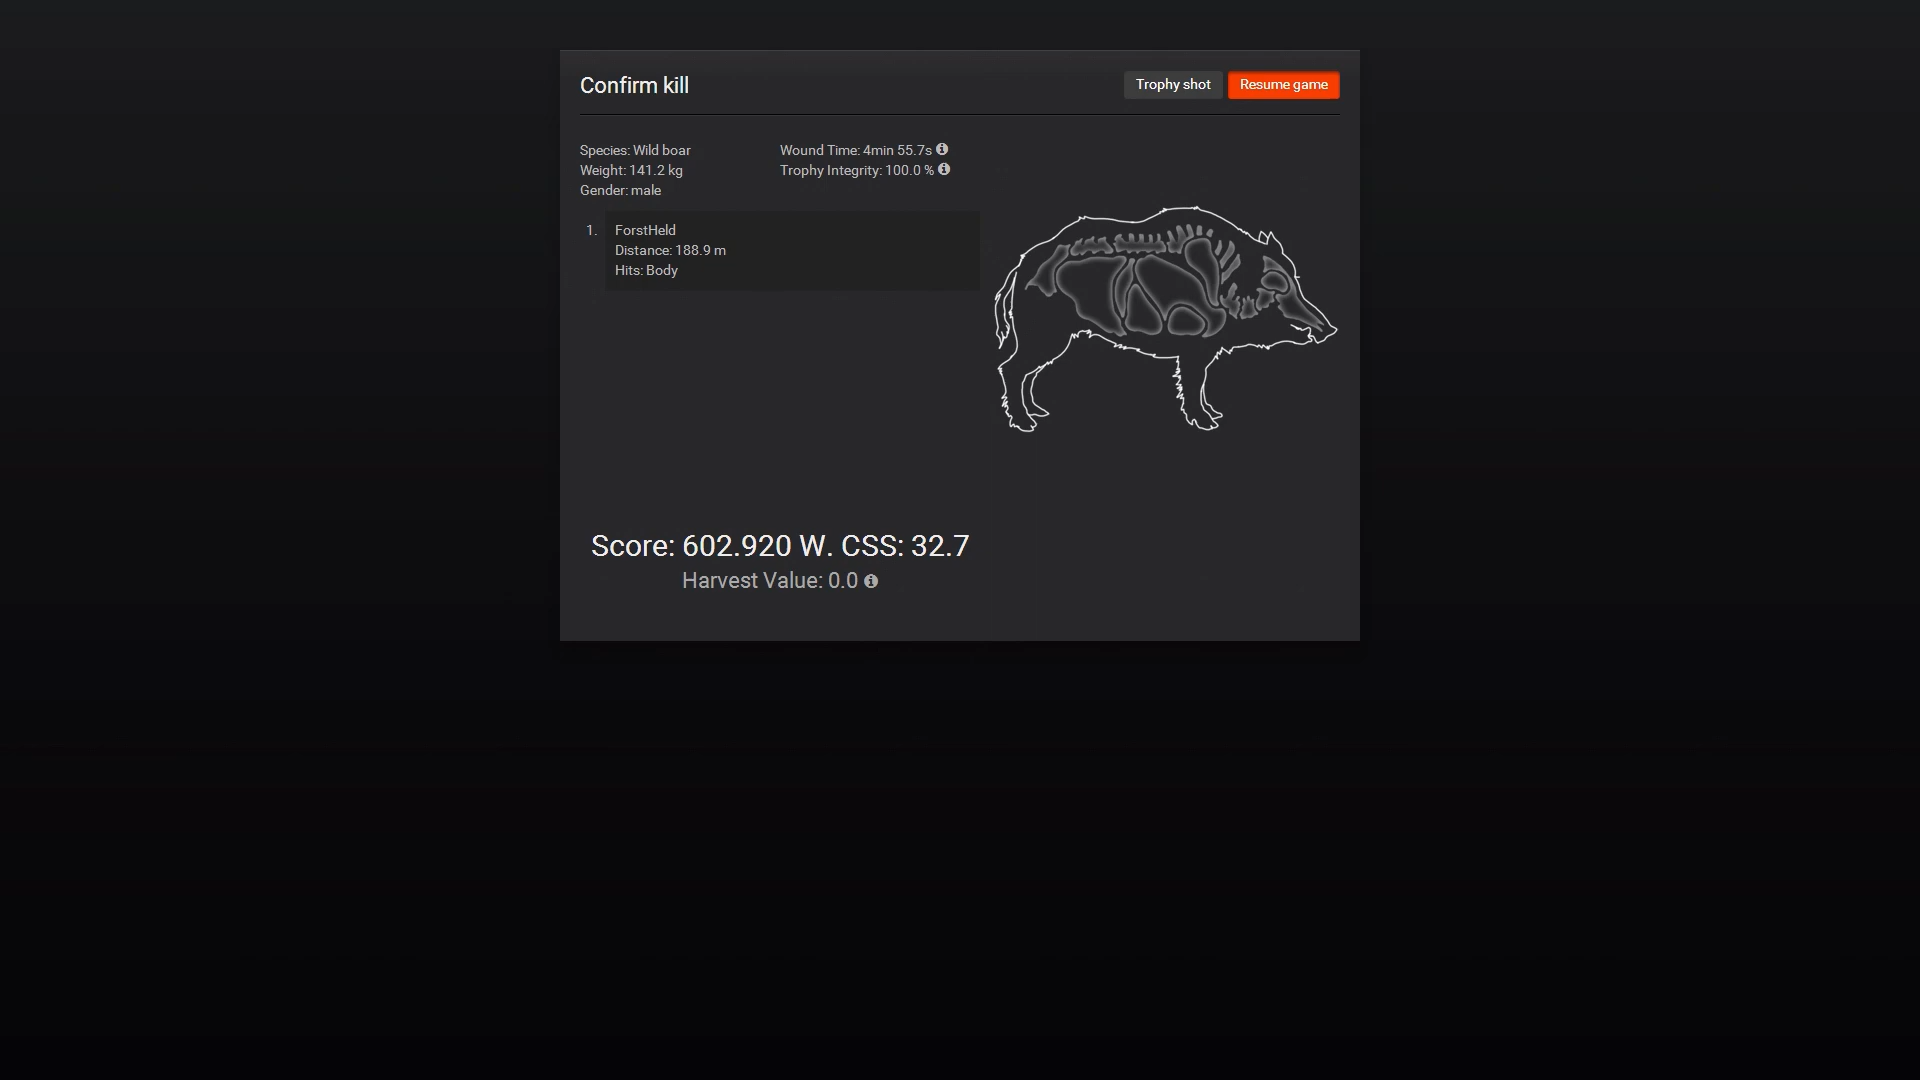 Confirm kill
Trophy shot
Resume game
Species: Wild boar
Weight: 141.2 kg
Gender: male
Wound Time: 4min 55.7s
Trophy Integrity: 100.0 %
1.
ForstHeld
Distance: 188.9 m
Hits: Body
Score: 602.920 W. CSS: 32.7
Harvest Value: 0.0